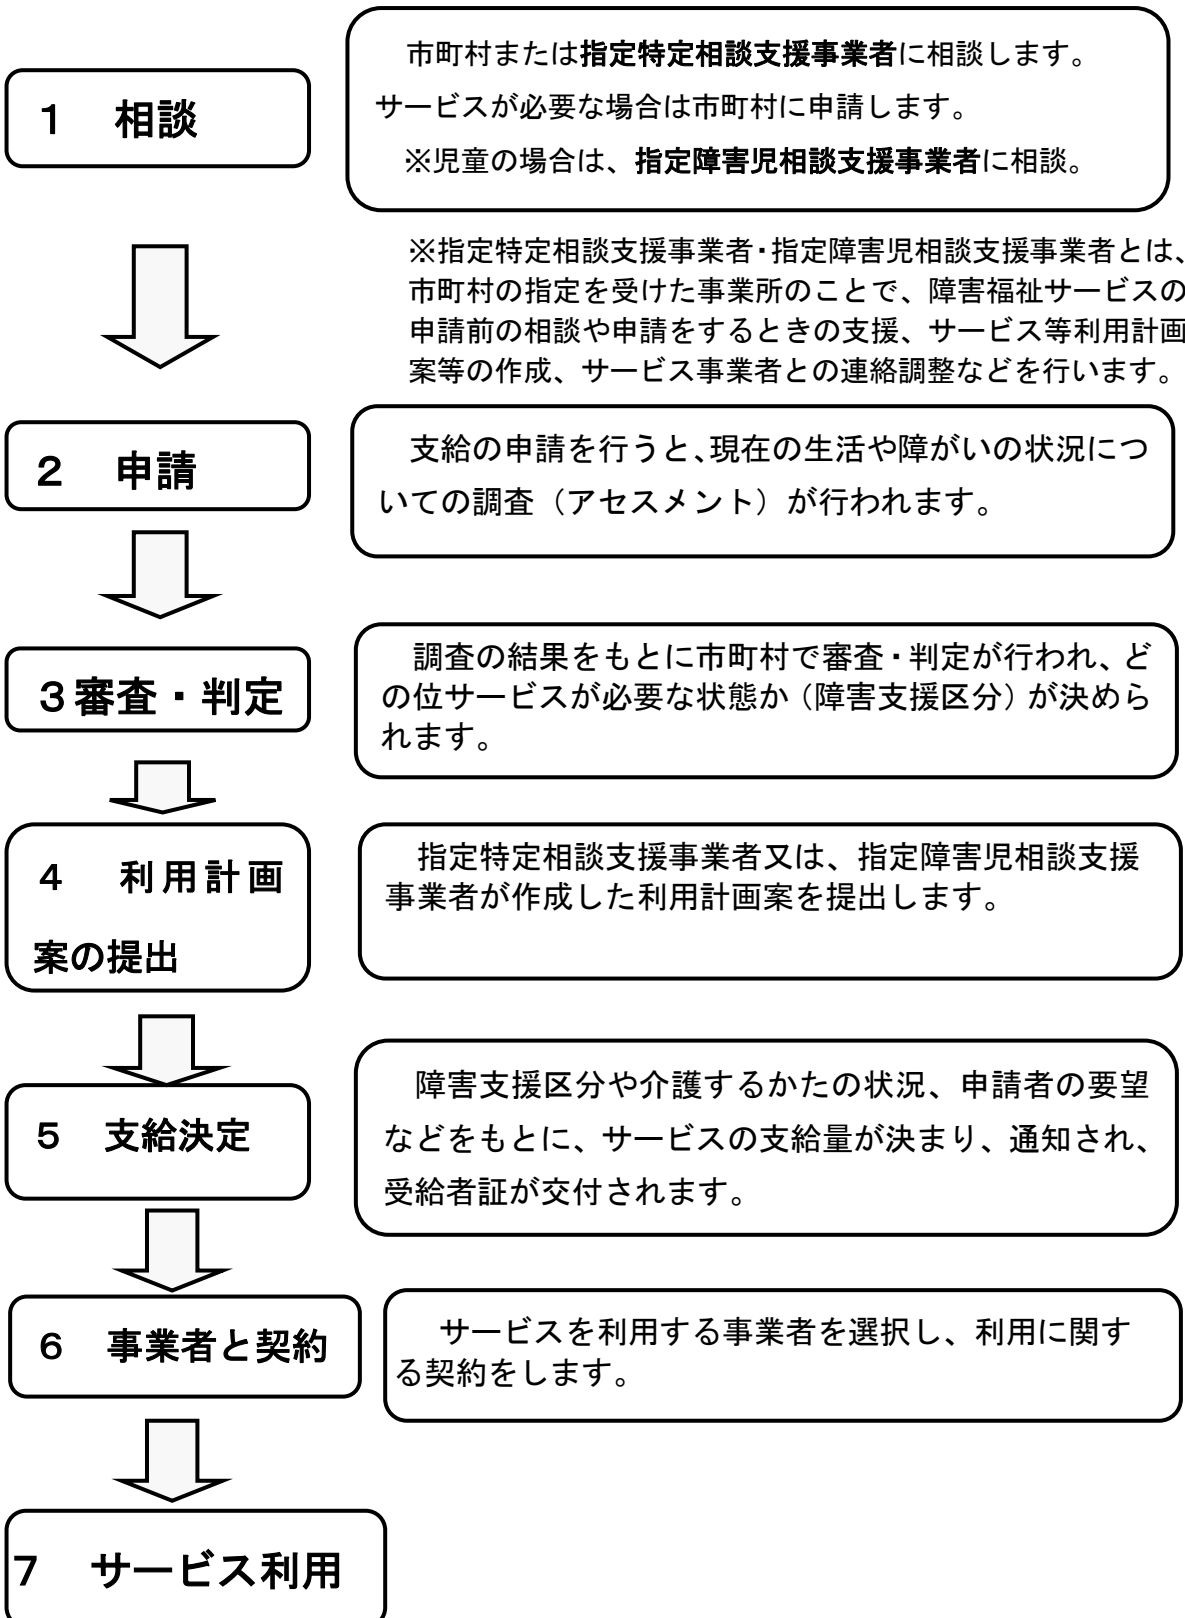 １　相談
市町村または指定特定相談支援事業者に相談します。
サービスが必要な場合は市町村に申請します。
※児童の場合は、指定障害児相談支援事業者に相談。
※指定特定相談支援事業者・指定障害児相談支援事業者とは、
市町村の指定を受けた事業所のことで、障害福祉サービスの
申請前の相談や申請をするときの支援、サービス等利用計画
案等の作成、サービス事業者との連絡調整などを行います。
２　申請
支給の申請を行うと、現在の生活や障がいの状況につ
いての調査（アセスメント）が行われます。
３審査・判定
調査の結果をもとに市町村で審査・判定が行われ、ど
の位サービスが必要な状態か（障害支援区分）が決めら
れます。
４　利用計画
案の提出
指定特定相談支援事業者又は、指定障害児相談支援
事業者が作成した利用計画案を提出します。
５　支給決定
障害支援区分や介護するかたの状況、申請者の要望
などをもとに、サービスの支給量が決まり、通知され、
受給者証が交付されます。
６　事業者と契約
サービスを利用する事業者を選択し、利用に関す
る契約をします。
７　サービス利用